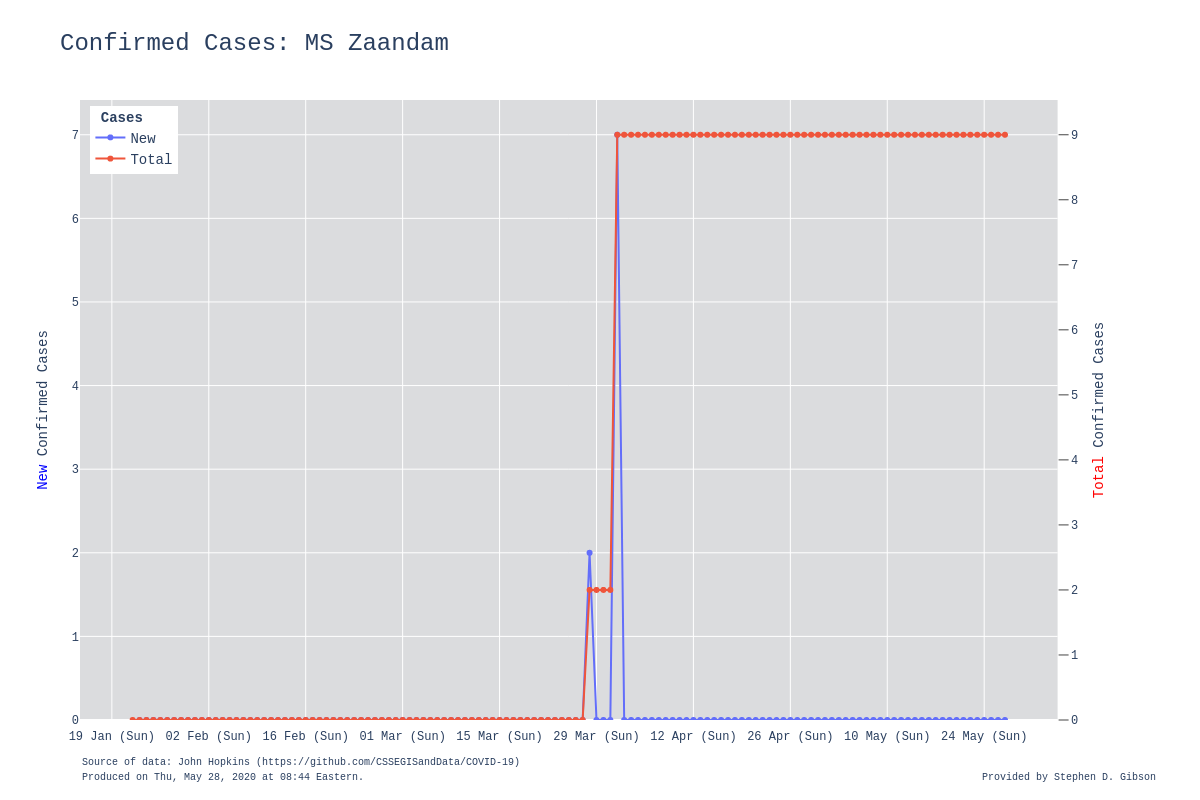 Confirmed Cases: MS Zaandam
Cases
New
Total
7
6
5
4
3
2
1
0
New Confirmed Cases
9
8
7
6
5
4
3
2
1
0
Total Confirmed Cases
19 Jan (Sun) 02 Feb (Sun) 16 Feb (Sun) 01 Mar (Sun) 15 Mar (Sun) 29 Mar (Sun) 12 Apr (Sun) 26 Apr (Sun) 10 May (Sun) 24 May (Sun)
Source of data: John Hopkins (https://github.com/CSSEGISandData/COVID-19)
Produced on Thu, May 28, 2020 at 08:44 Eastern.
Provided by Stephen D. Gibson